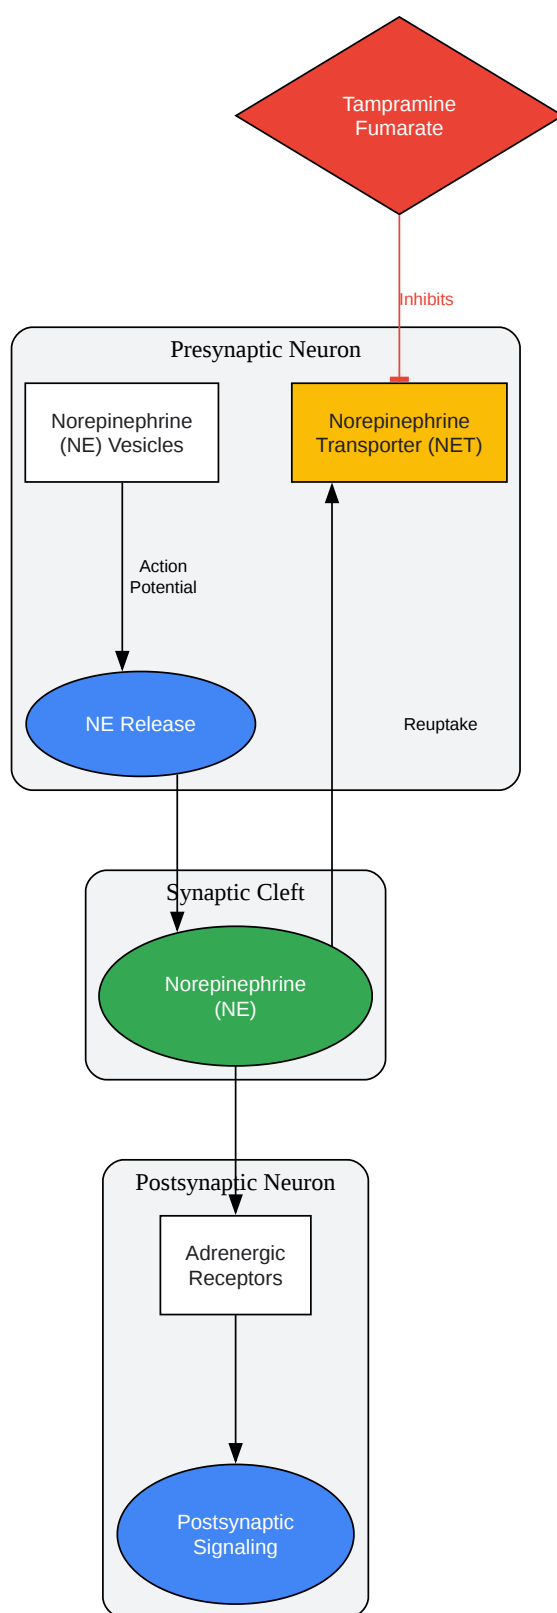 Tampramine
Fumarate
Inhibits
Presynaptic Neuron
Norepinephrine
(NE) Vesicles
Norepinephrine
Transporter (NET)
Action
Potential
NE Release
Reuptake
Synaptic Cleft
Norepinephrine
(NE)
Postsynaptic Neuron
Adrenergic
Receptors
Postsynaptic
Signaling